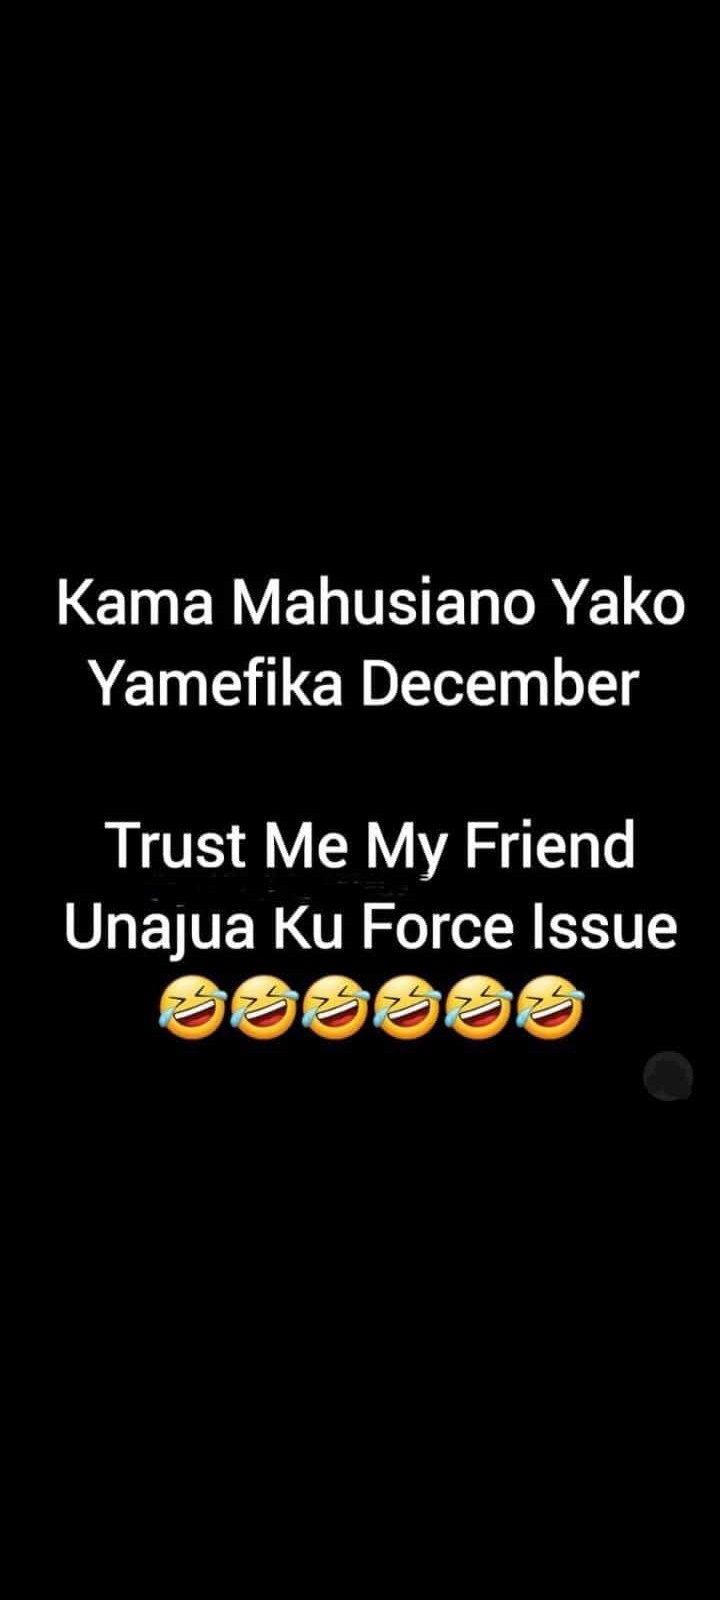 Kama Mahusiano Yako
Yamefika December
Trust Me My Friend
Unajua Ku Force Issue
🤣🤣🤣🤣🤣🤣